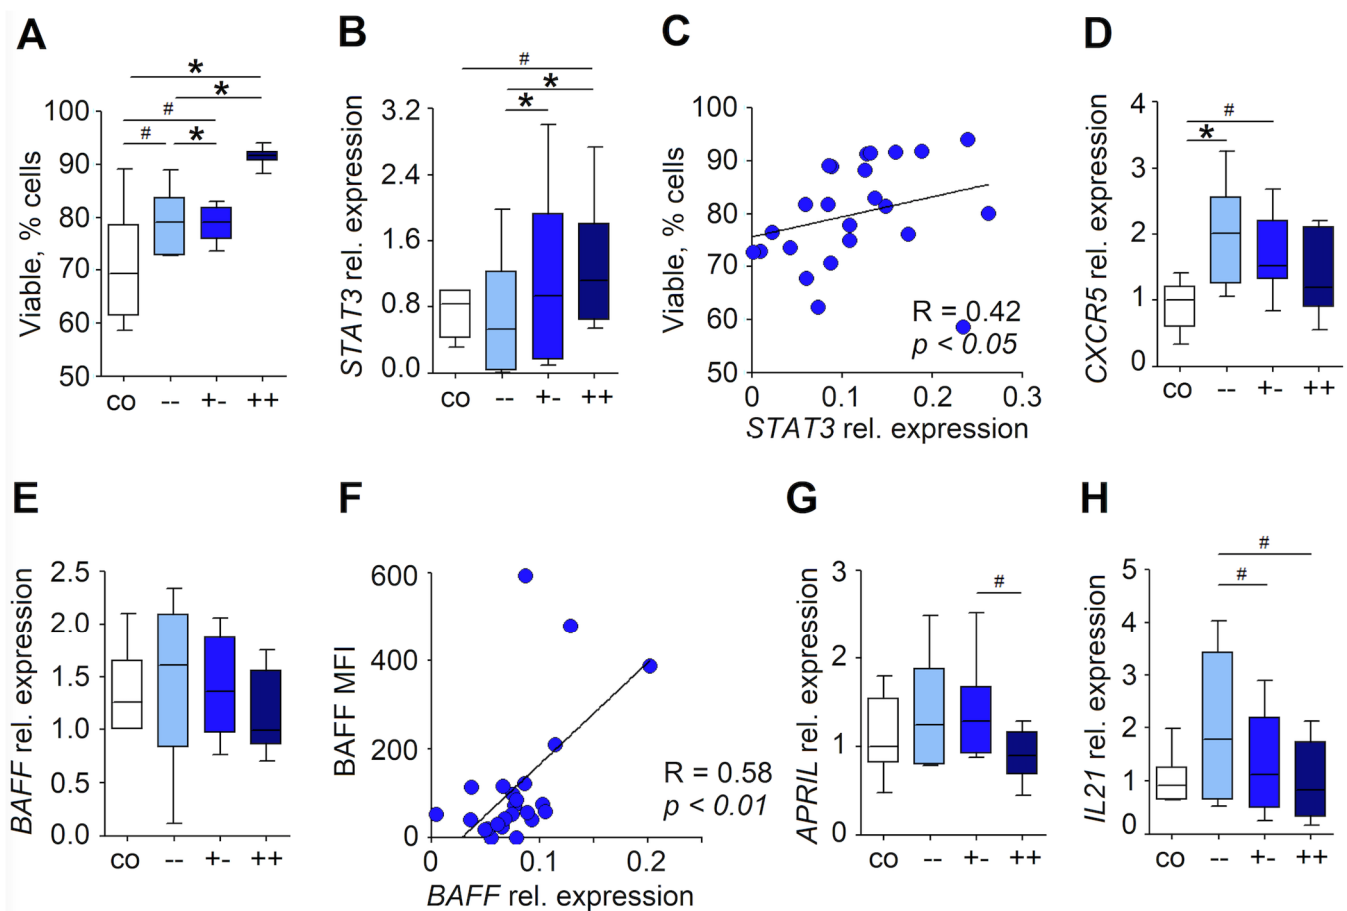 A
B
C
D
* 
*
#
#
*
Viable, % cells
100
90
80
70
60
50
co
--
+-
++
#
*
*
STAT3 rel. expression
3.2
2.4
1.6
0.8
0.0
co
--
+-
++
Viable, % cells
100
90
80
70
60
50
R = 0.42
p < 0.05
0
0.1
0.2
0.3
STAT3 rel. expression
#
*
CXCR5 rel. expression
4
3
2
1
0
co
--
+-
++
E
F
G
H
BAFF rel. expression
2.5
2.0
1.5
1.0
0.5
0.0
co
--
+-
++
BAFF MFI
600
400
200
0
R = 0.58
p < 0.01
0
0.1
0.2
BAFF rel. expression
#
APRIL rel. expression
3
2
1
0
co
--
+-
++
#
#
IL21 rel. expression
5
4
3
2
1
0
co
--
+-
++